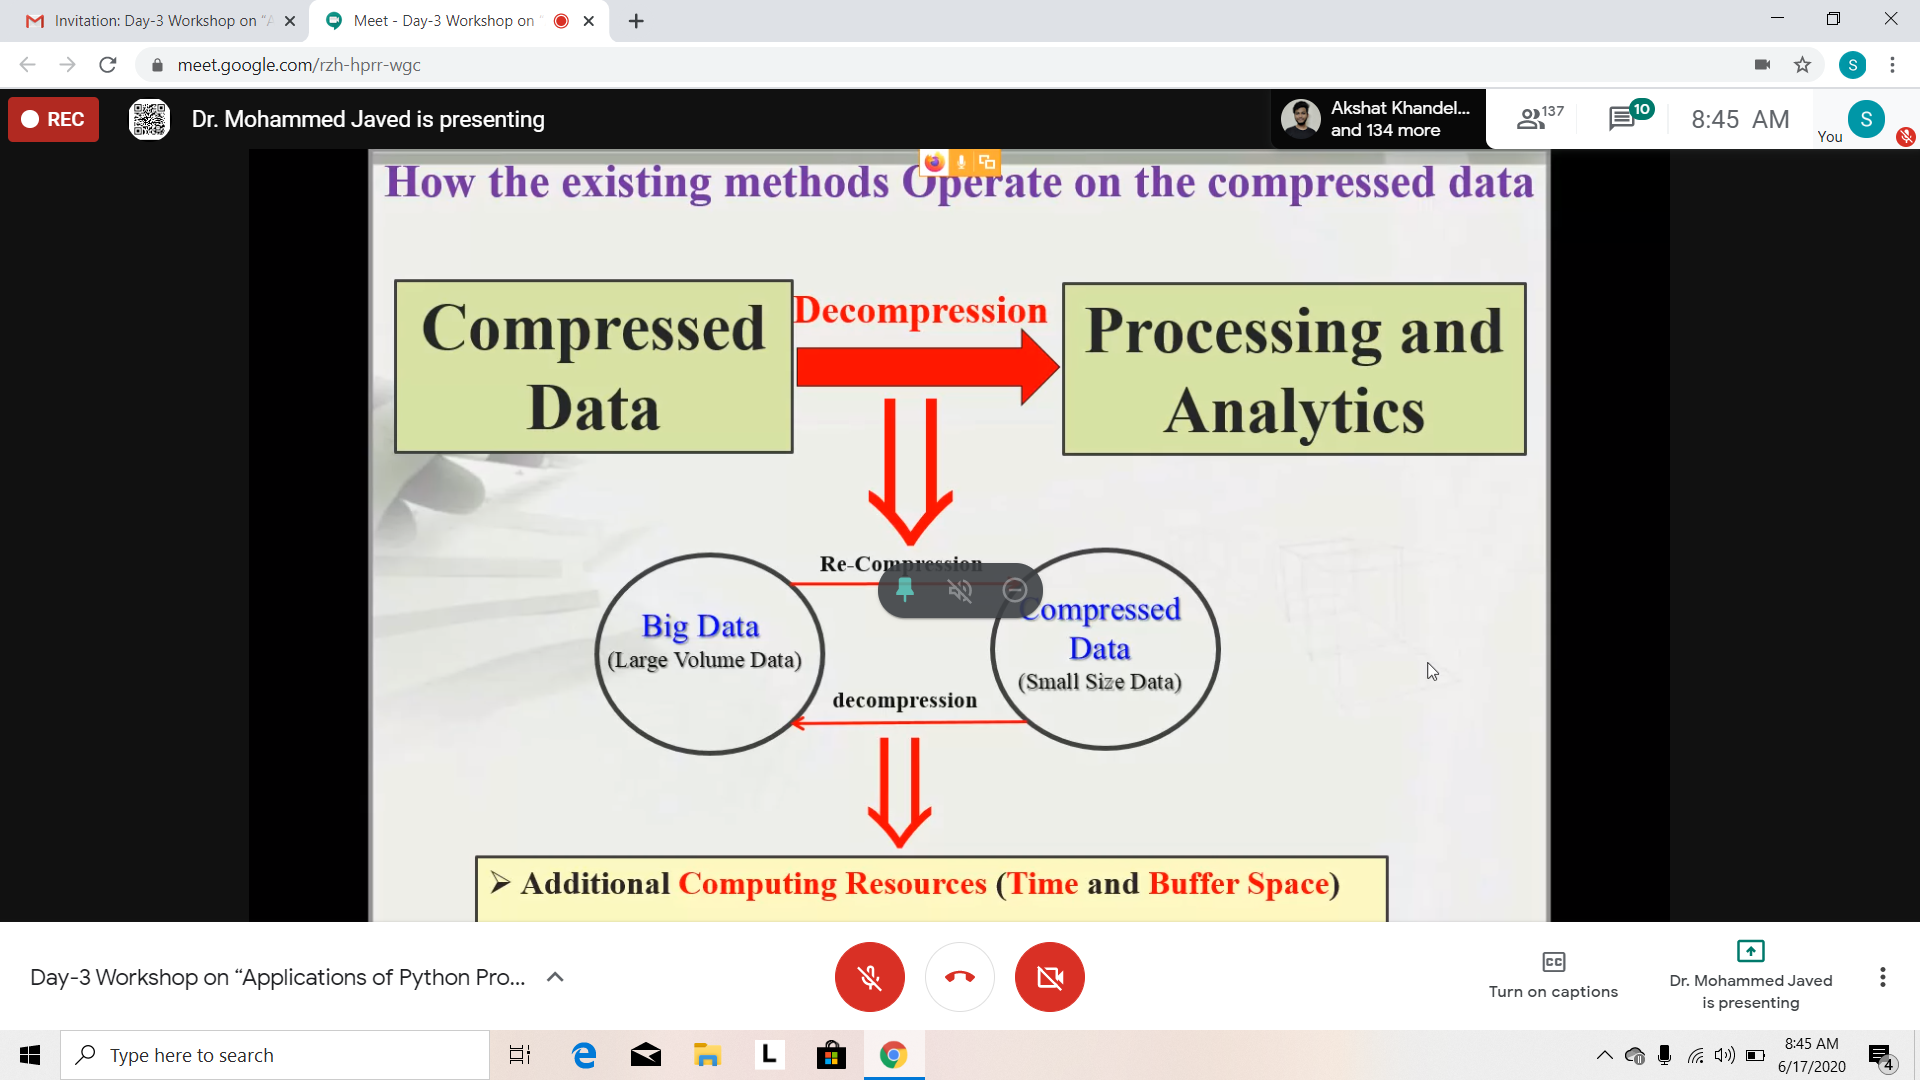 Invitation: Day-3 Workshop on "A
Meet - Day-3 Workshop on "
meet.google.com/rzh-hprr-wgc
S
REC
Dr. Mohammed Javed is presenting
Akshat Khandel...
and 134 more
137
10
8:45 AM
You
S
How the existing methods Operate on the compressed data
Compressed
Data
Decompression
Processing and
Analytics
Re-Compression
Big Data
(Large Volume Data)
Compressed
Data
(Small Size Data)
decompression
➢ Additional Computing Resources (Time and Buffer Space)
Day-3 Workshop on “Applications of Python Pro...
CC
Turn on captions
Dr. Mohammed Javed
is presenting
Type here to search
L
8:45 AM
6/17/2020
4